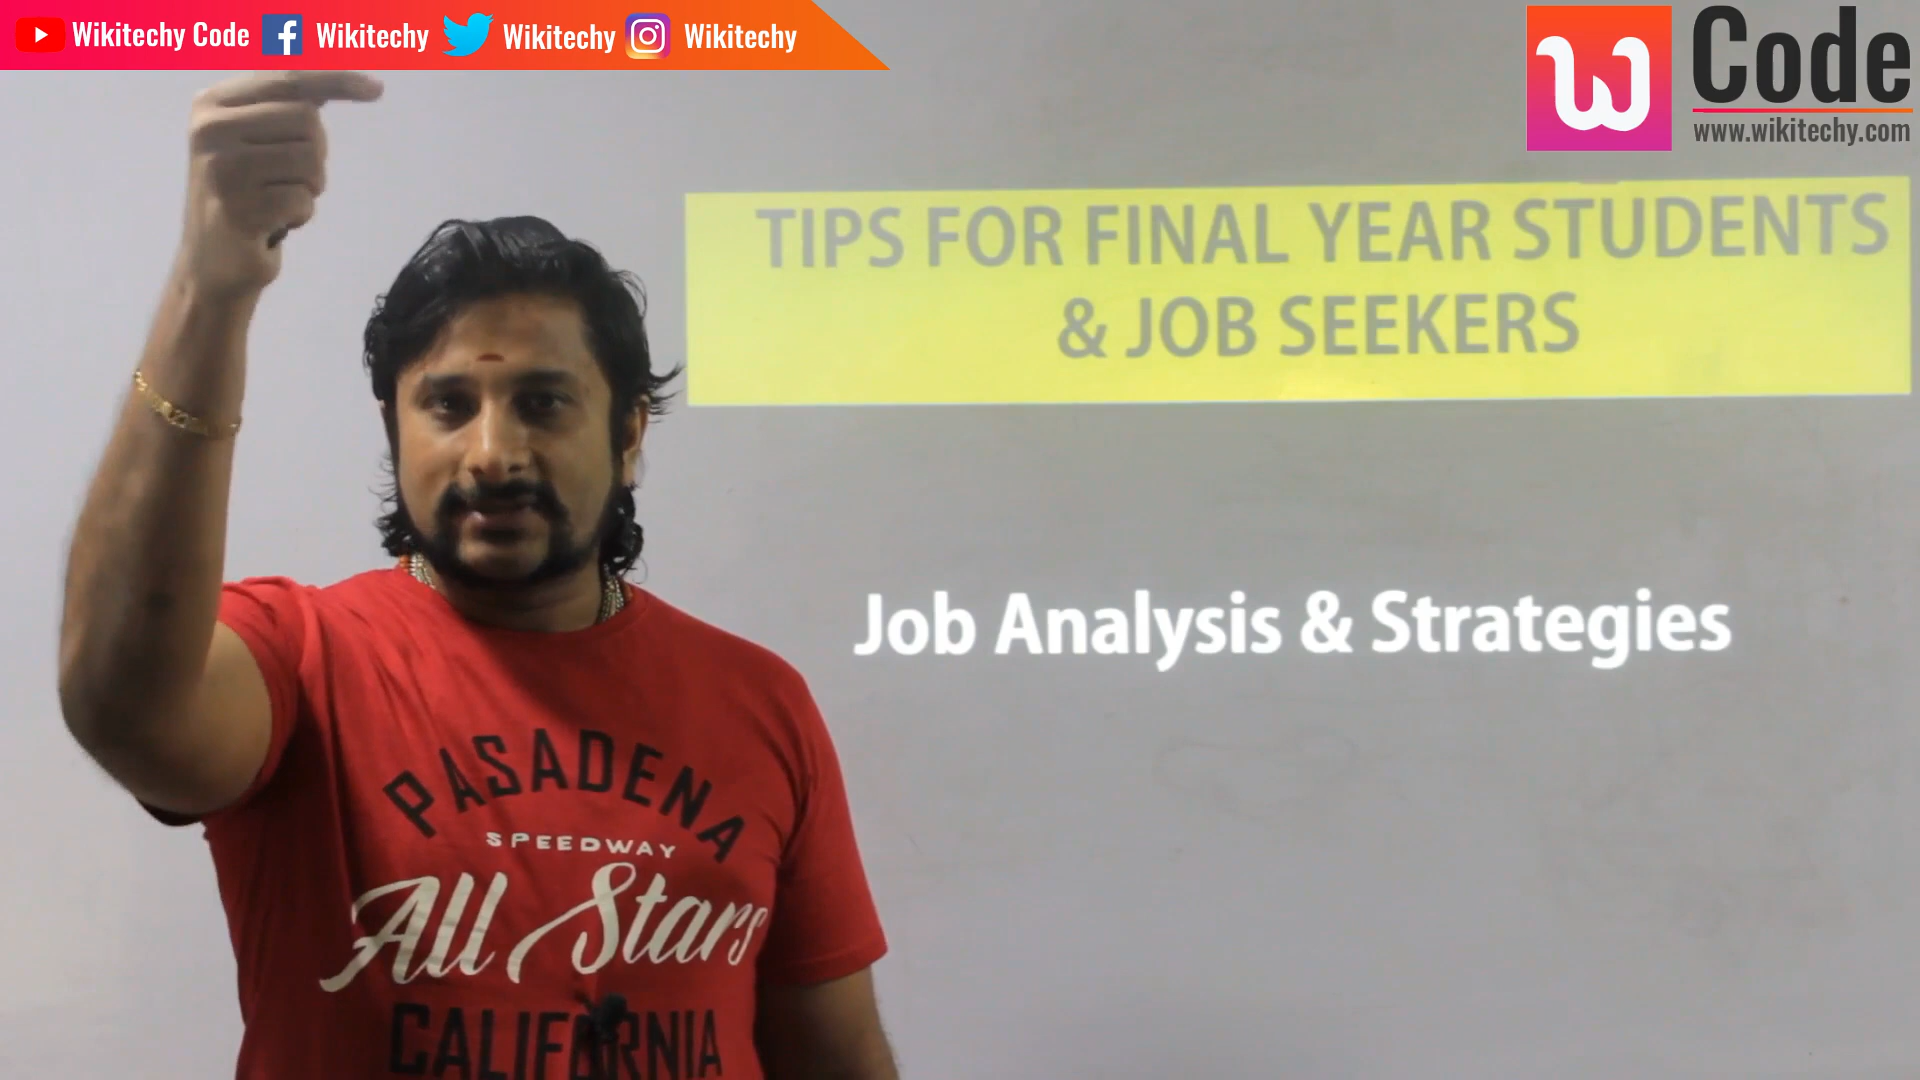 Wikitechy Code Wikitechy Wikitechy Wikitechy
W Code
www.wikitechy.com
TIPS FOR FINAL YEAR STUDENTS
& JOB SEEKERS
Job Analysis & Strategies
PASADENA
SPEEDWAY
All Stars
CALIFORNIA